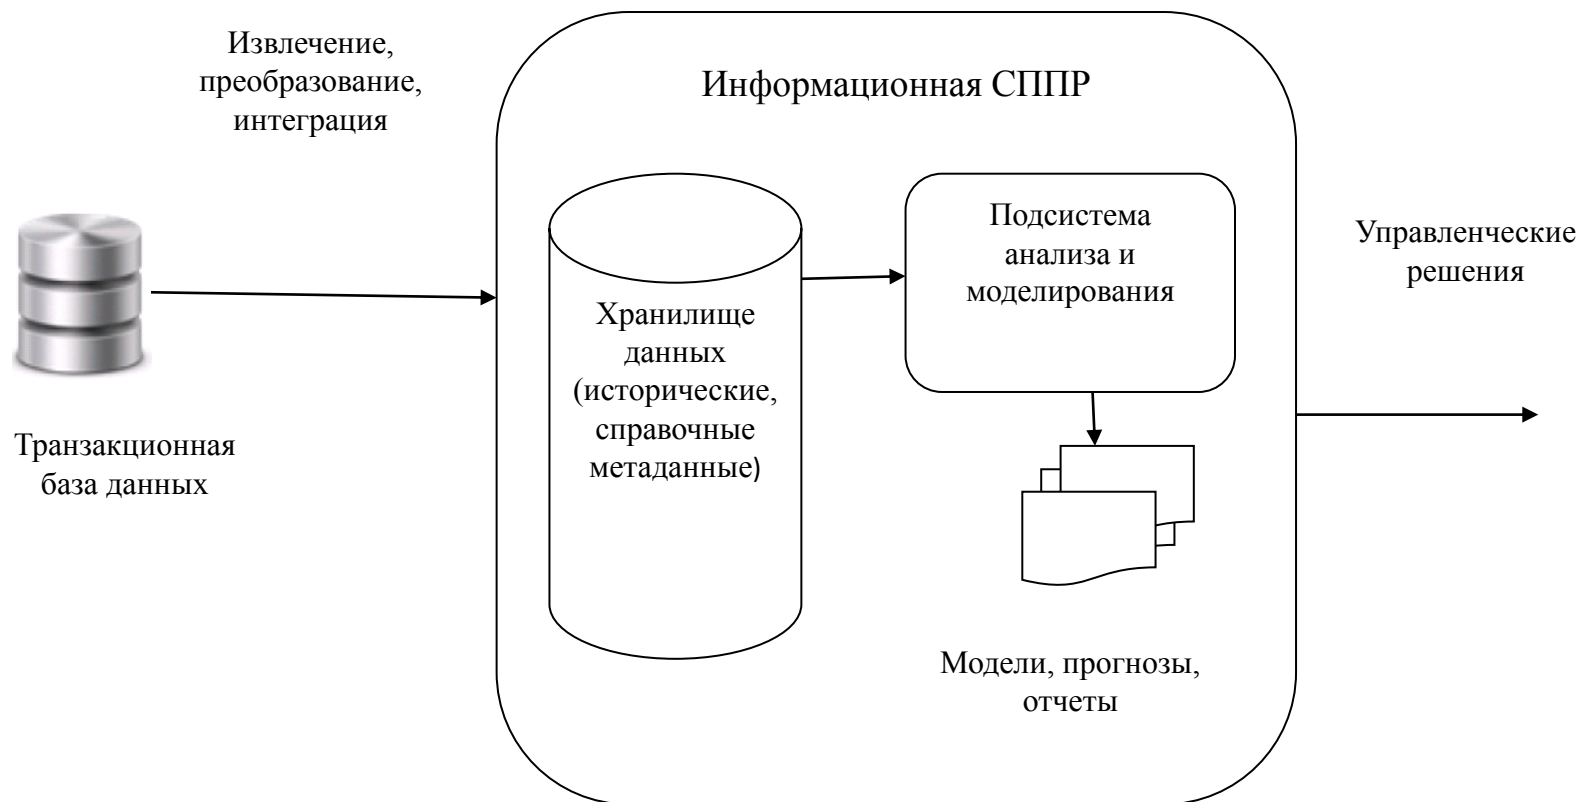 Извлечение,
преобразование,
интеграция
Информационная СППР
Транзакционная
база данных
Хранилище
данных
(исторические,
справочные
метаданные)
Подсистема
анализа и
моделирования
Модели, прогнозы,
отчеты
Управленческие
решения